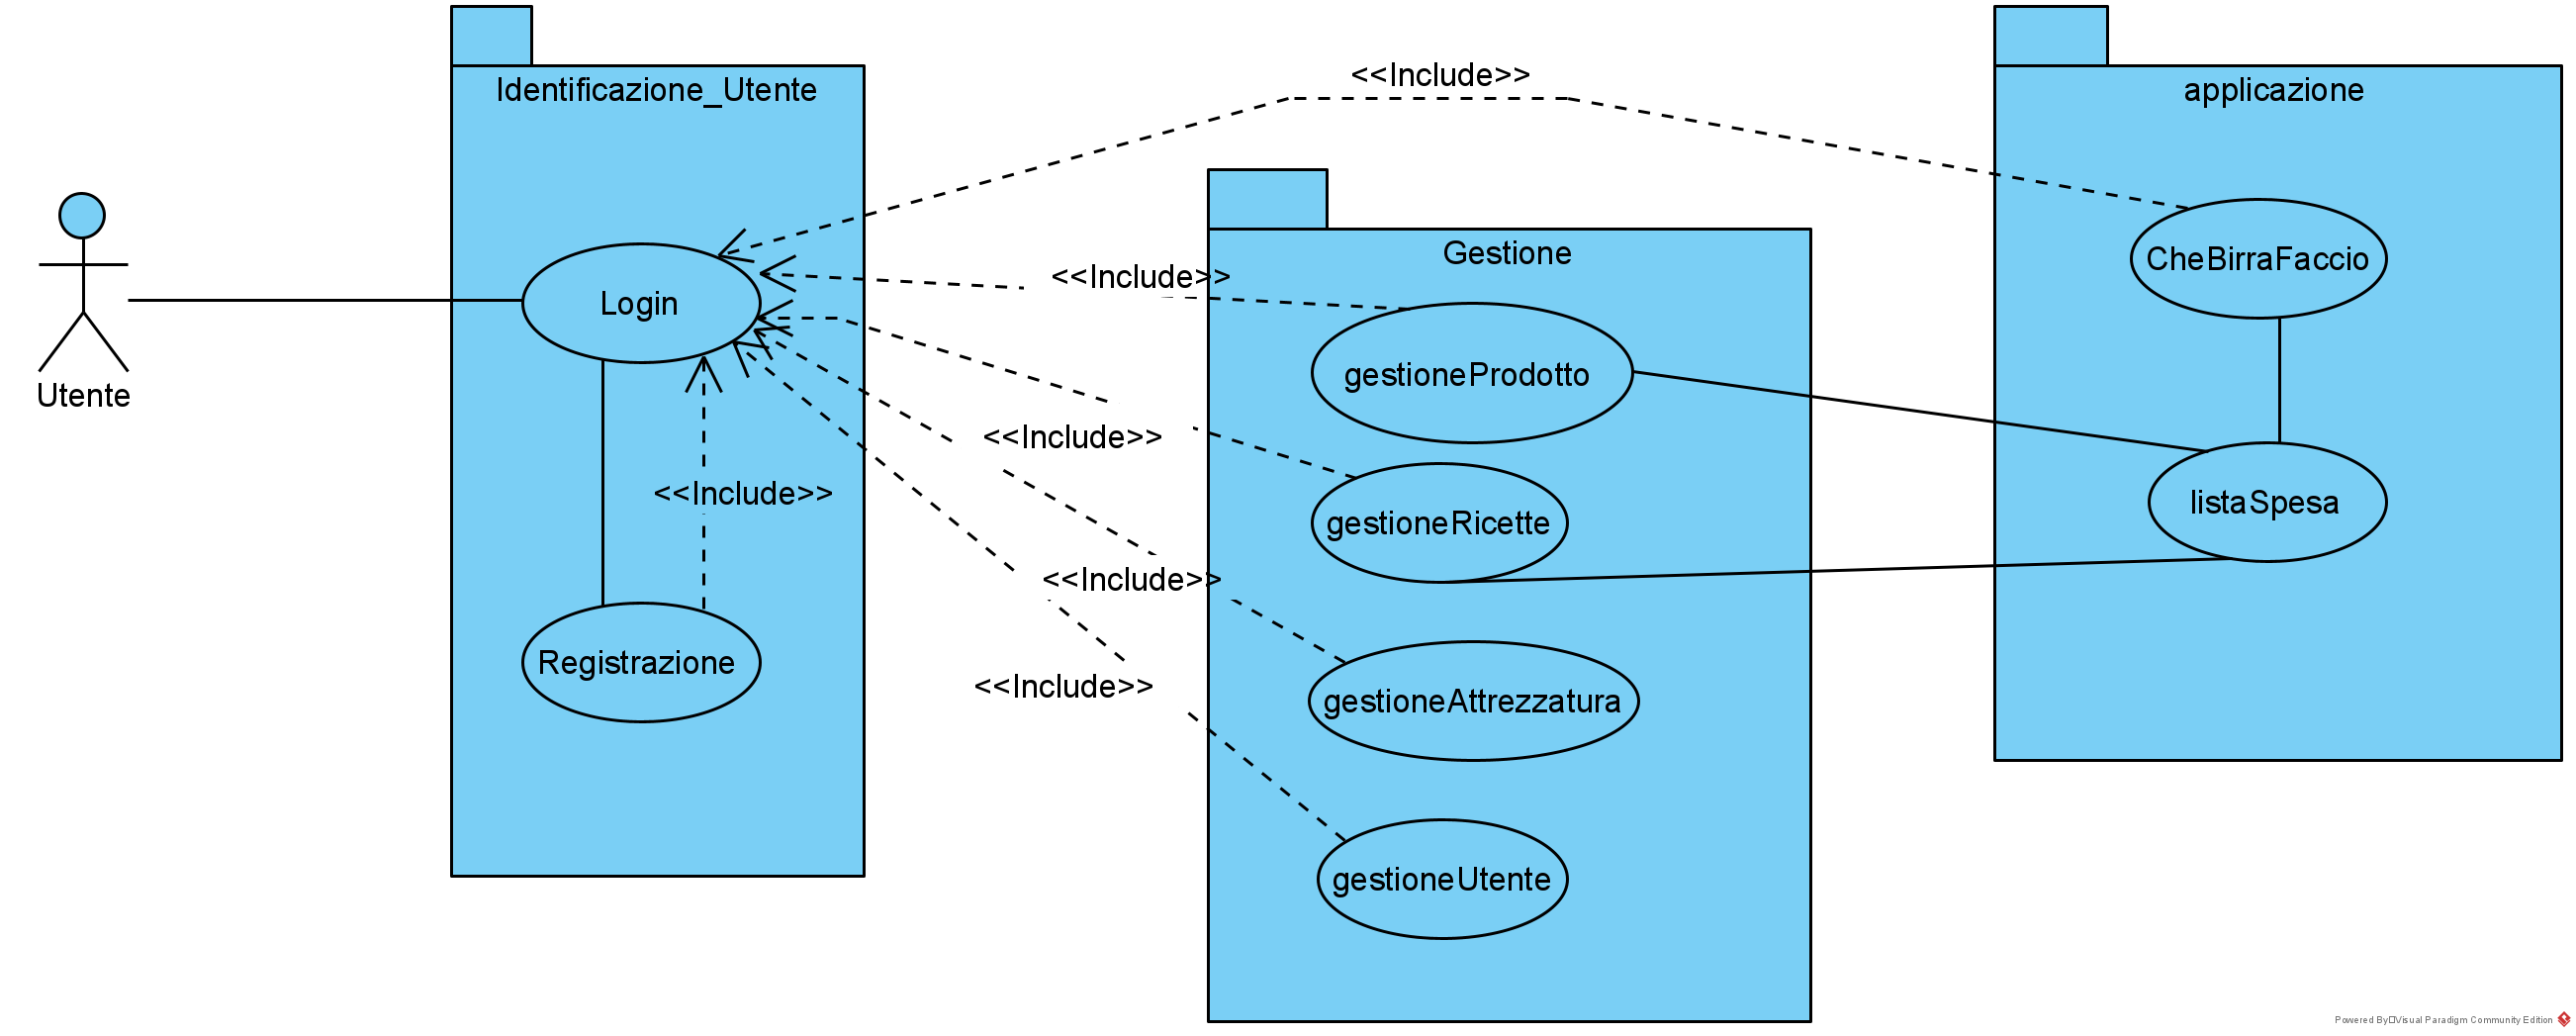 Identificazione_Utente
Utente
Login
<<Include>>
Registrazione
<<Include>>
<<Include>>
<<Include>>
<<Include>>
<<Include>>
Gestione
gestioneProdotto
gestioneRicette
gestioneAttrezzatura
gestioneUtente
applicazione
CheBirraFaccio
listaSpesa
Powered By Visual Paradigm Community Edition